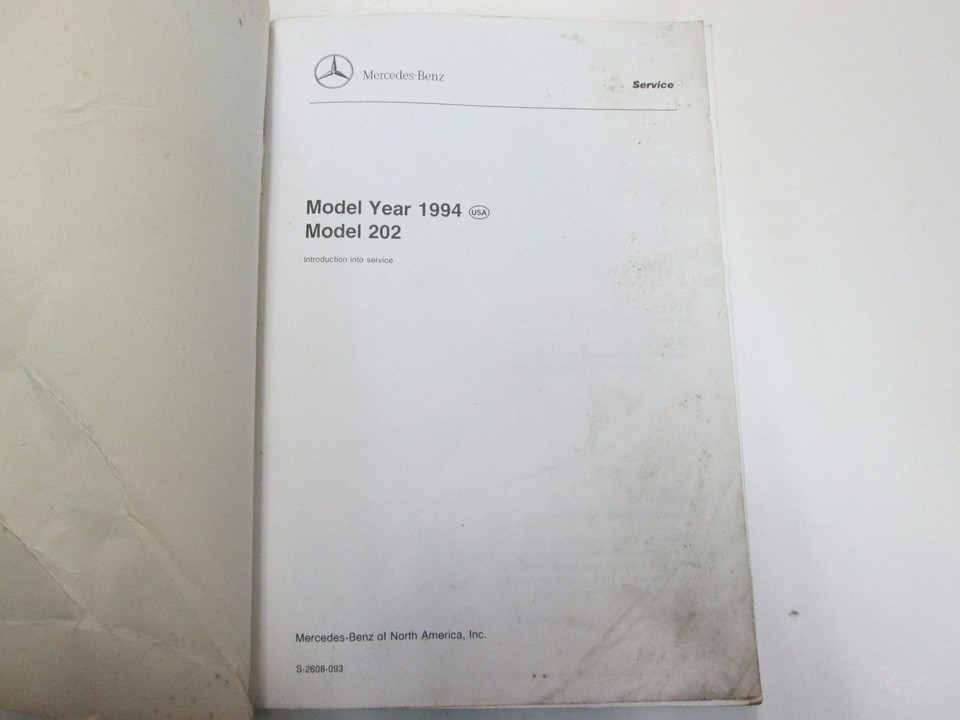 Mercedes-Benz
Service
Model Year 1994 USA
Model 202
Introduction into service
Mercedes-Benz of North America, Inc.
S-2608-093